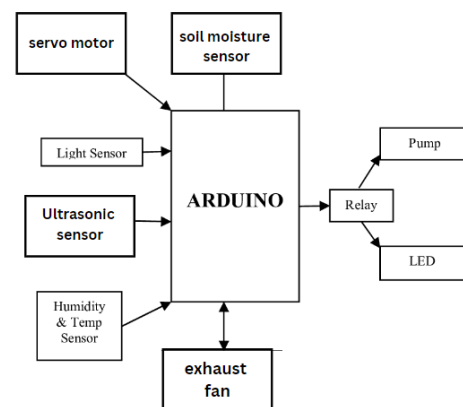 servo motor
soil moisture
sensor
Light Sensor
Ultrasonic
sensor
Humidity
& Temp
Sensor
ARDUINO
Relay
Pump
LED
exhaust
fan